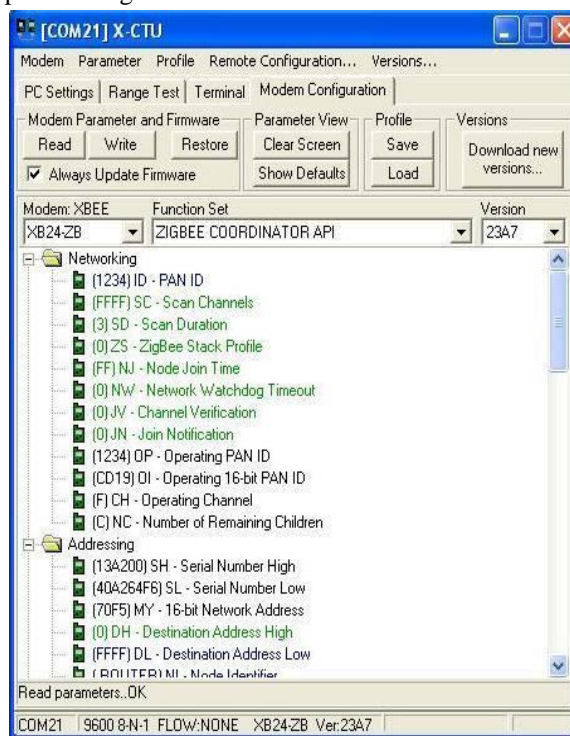 [COM21] X-CTU
Modem Parameter Profile Remote Configuration... Versions...
PC Settings Range Test Terminal Modem Configuration
Modem Parameter and Firmware Parameter View Profile Versions
Read Write Restore Clear Screen Save Download new versions...
Always Update Firmware Show Defaults Load
Modem: XBEE Function Set Version
XB24-ZB ZIGBEE COORDINATOR API 23A7
Networking
(1234) ID - PAN ID
(FFFF) SC - Scan Channels
(3) SD - Scan Duration
(0) ZS - ZigBee Stack Profile
(FF) NJ - Node Join Time
(0) NW - Network Watchdog Timeout
(0) JV - Channel Verification
(0) JN - Join Notification
(1234) OP - Operating PAN ID
(CD19) OI - Operating 16-bit PAN ID
(F) CH - Operating Channel
(C) NC - Number of Remaining Children
Addressing
(13A200) SH - Serial Number High
(40A264F6) SL - Serial Number Low
(70F5) MY - 16-bit Network Address
(0) DH - Destination Address High
(FFFF) DL - Destination Address Low
( ROUTER) NI - Node Identifier
Read parameters..OK
COM21 9600 8-N-1 FLOW:NONE XB24-ZB Ver:23A7